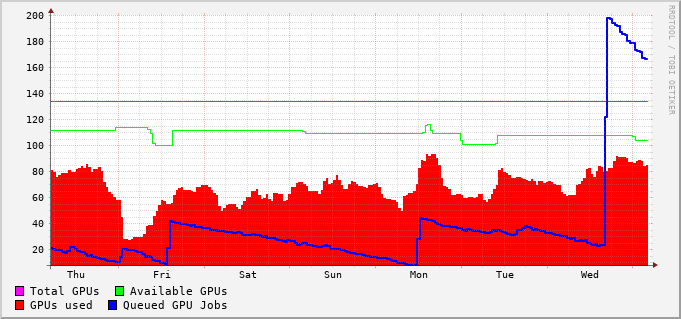 200
180
160
140
120
100
80
60
40
20
Thu Fri Sat Sun Mon Tue Wed
Total GPUs Available GPUs
GPUs used Queued GPU Jobs
RRDTOOL / TOBI OETIKER